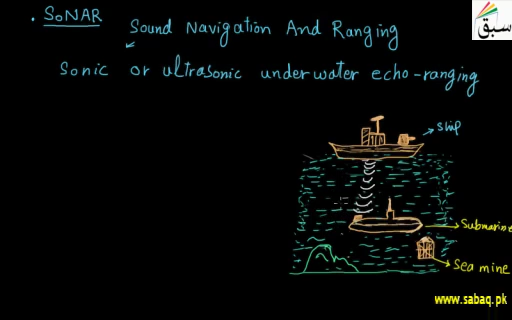 • SoNAR Sound Navigation And Ranging
سبق
Sonic or ultrasonic underwater echo-ranging
ship
Submarine
Sea mine
www.sabaq.pk